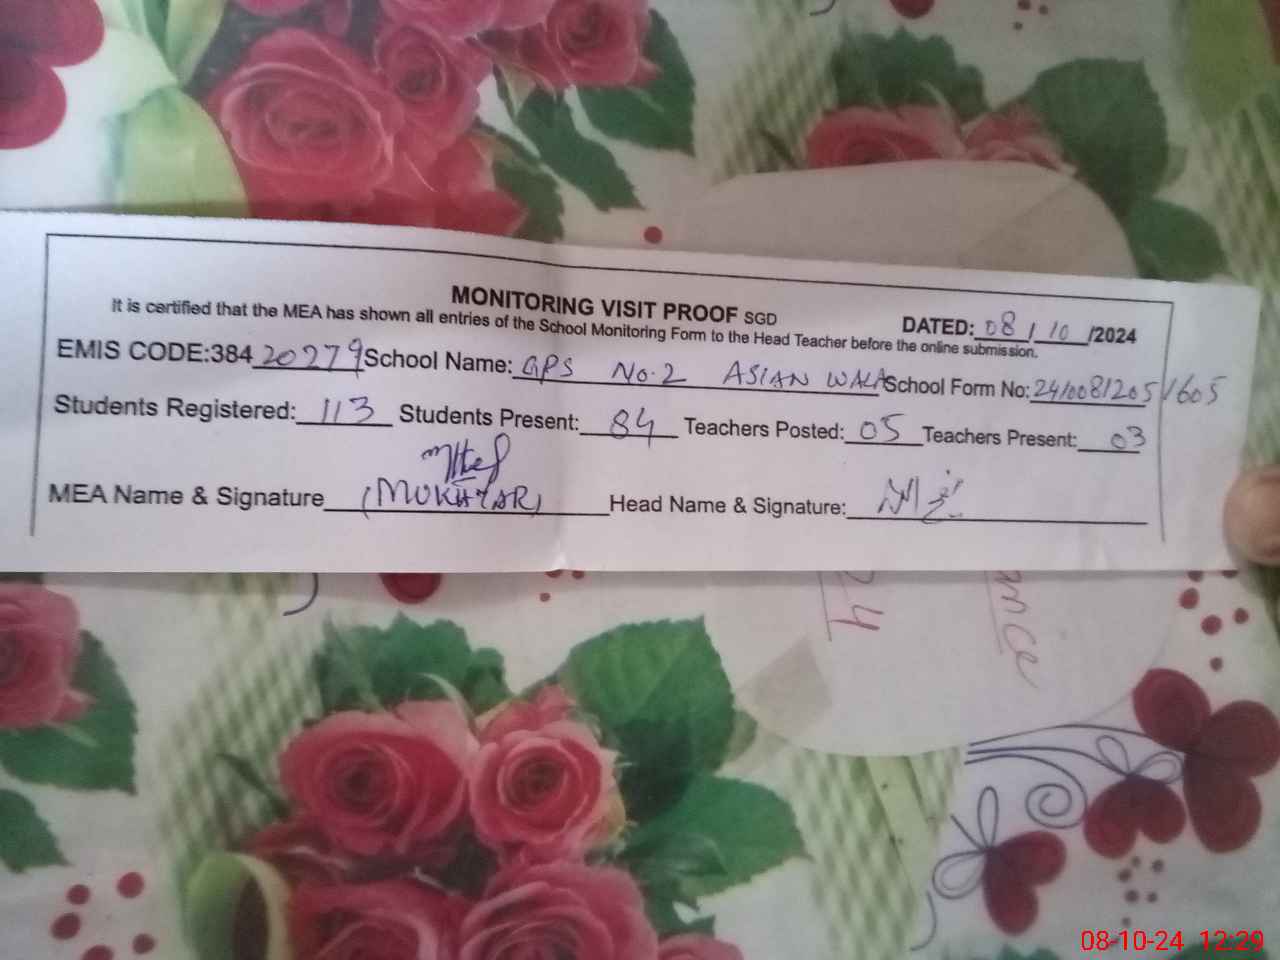 MONITORING VISIT PROOF SGD
It is certified that the MEA has shown all entries of the School Monitoring Form to the Head Teacher before the online submission.
DATED: 08/10/2024
EMIS CODE:384 20279 School Name: GPS No.2 ASIAN WALA School Form No: 24100812051605
Students Registered: 113 Students Present: 84 Teachers Posted: 05 Teachers Present: 03
MEA Name & Signature (MUKHTAR) Head Name & Signature:
24
ance
08-10-24 12:29